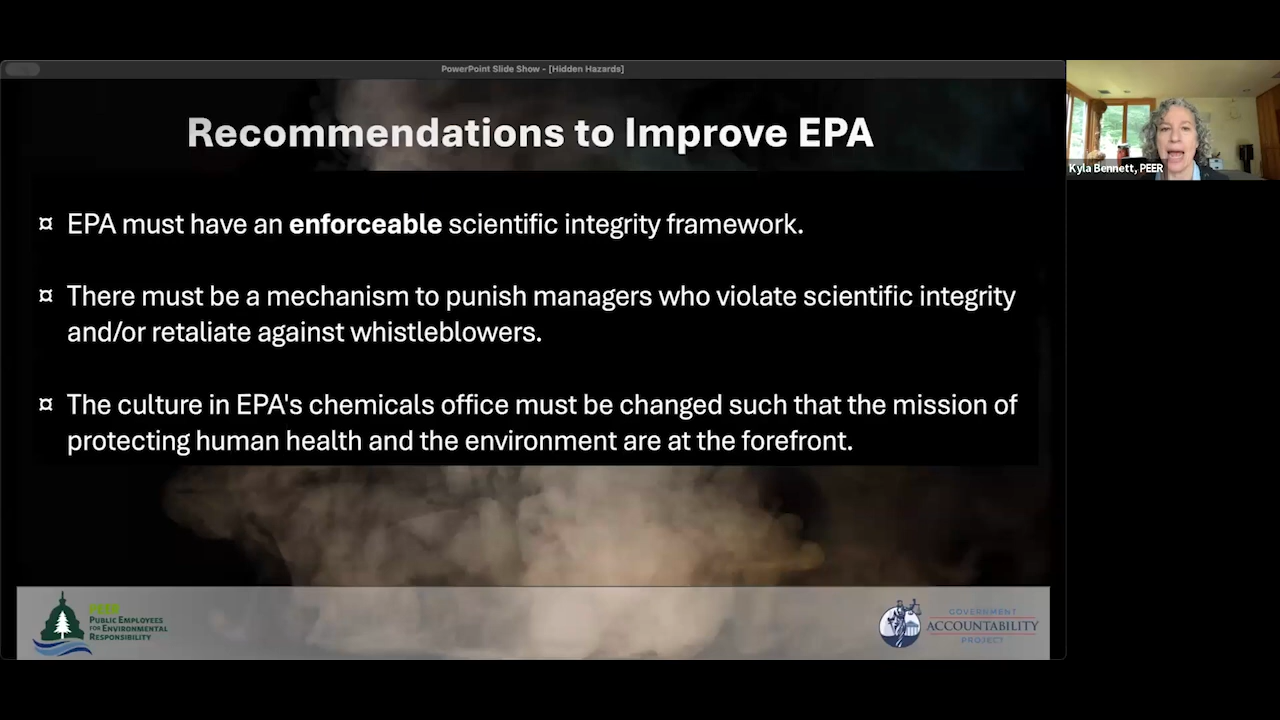 PowerPoint Slide Show - [Hidden Hazards]
Recommendations to Improve EPA
¤ EPA must have an enforceable scientific integrity framework.
¤ There must be a mechanism to punish managers who violate scientific integrity
and/or retaliate against whistleblowers.
¤ The culture in EPA's chemicals office must be changed such that the mission of
protecting human health and the environment are at the forefront.
Kyla Bennett, PEER
PEER
PUBLIC EMPLOYEES
FOR ENVIRONMENTAL
RESPONSIBILITY
GOVERNMENT
ACCOUNTABILITY
PROJECT